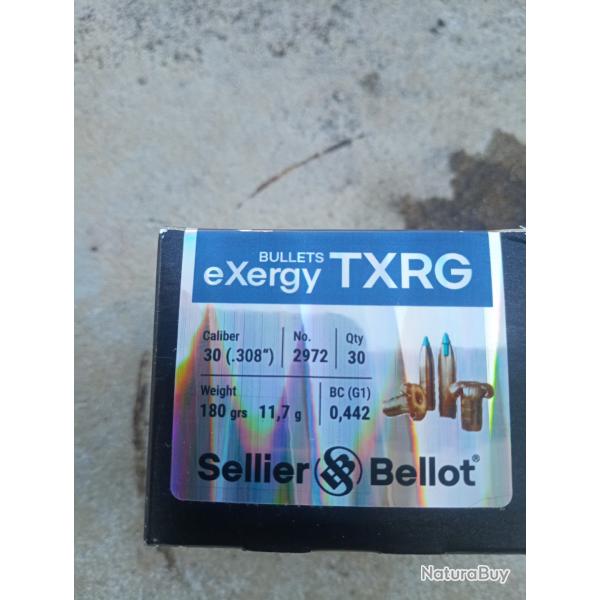 BULLETS
eXergy TXRG
Caliber No. Qty
30 (.308") 2972 30
Weight BC (G1)
180 grs 11,7 g 0,442
Sellier SB Bellot®
NaturaBuy